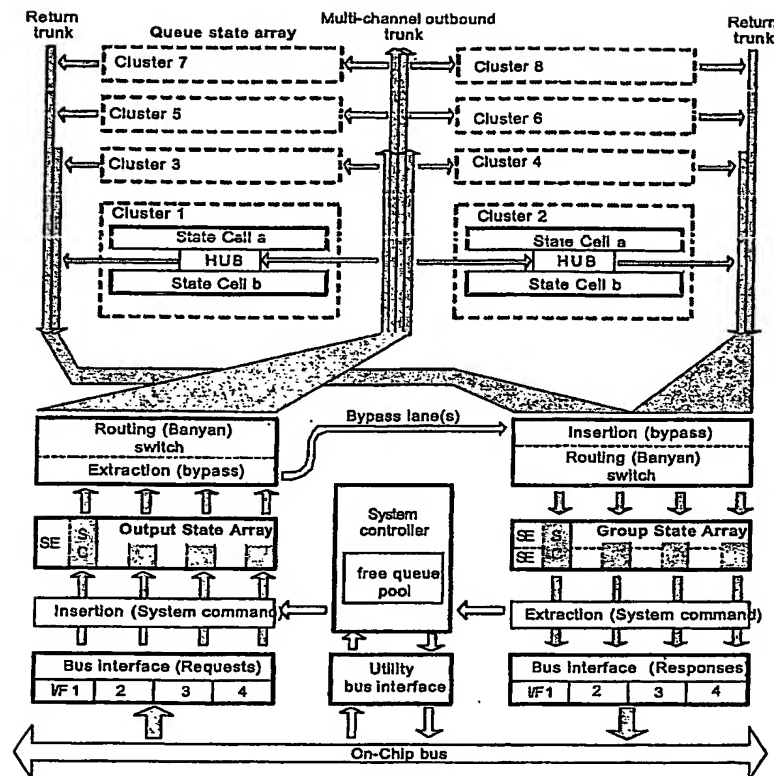 Return trunk
Queue state array
Multi-channel outbound trunk
Return trunk
Cluster 7
Cluster 8
Cluster 5
Cluster 6
Cluster 3
Cluster 4
Cluster 1
State Cell a
HUB
State Cell b
Cluster 2
State Cell a
HUB
State Cell b
Routing (Banyan) switch
Extraction (bypass)
Bypass lane(s)
Insertion (bypass)
Routing (Banyan) switch
SE
S
C
Output State Array
System controller
free queue pool
SE
SE
S
C
Group State Array
Insertion (System command)
Extraction (System command)
Bus interface (Requests)
I/F 1
2
3
4
Utility bus interface
Bus interface (Responses)
I/F 1
2
3
4
On-Chip bus